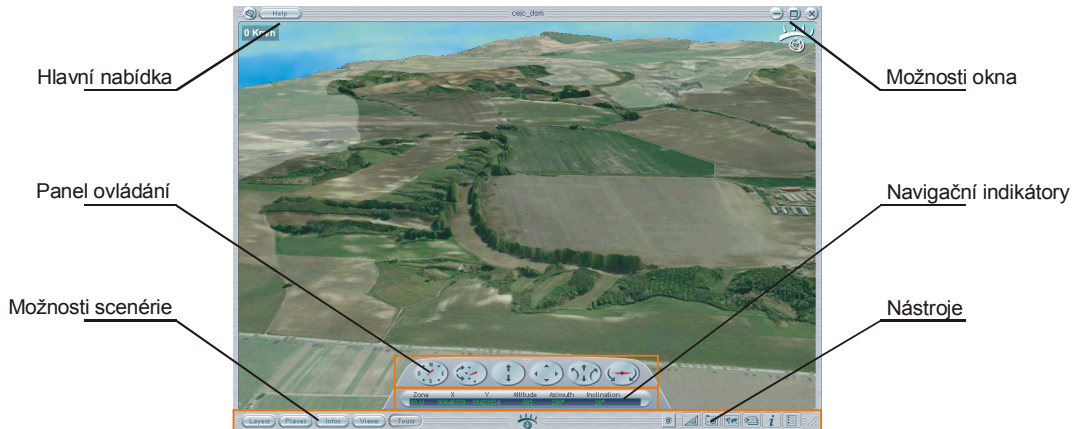 Help
ceic_dsm
0 Km/h
Hlavní nabídka
Možnosti okna
Panel ovládání
Navigační indikátory
Možnosti scenérie
Nástroje
N
S
E
Zone X Y Altitude Azimuth Inclination
Layers Places Infos Views Tours
i